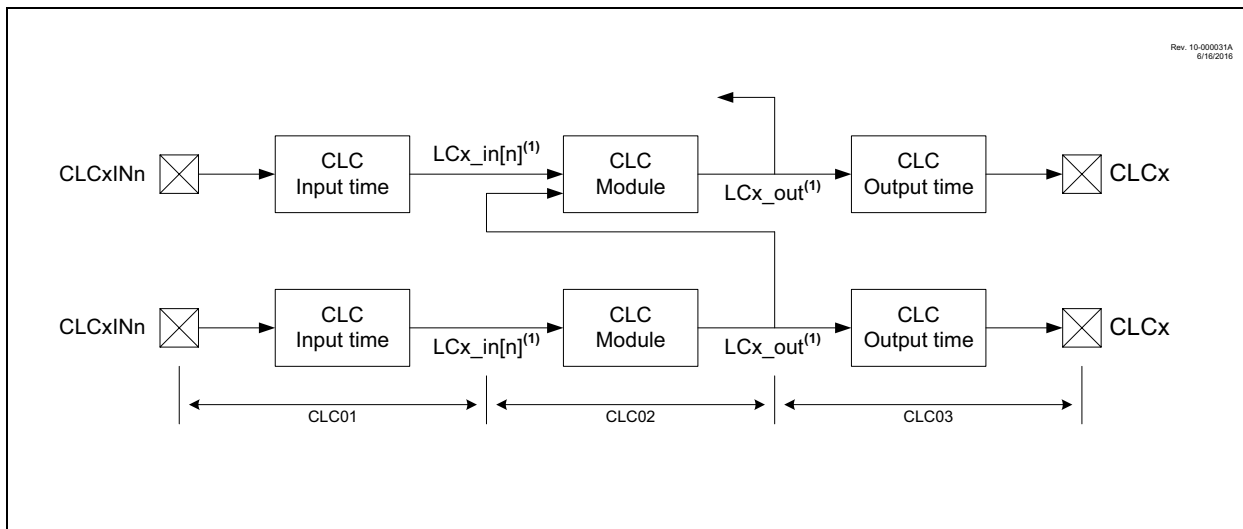 Rev. 10-000031A
6/16/2016
CLCxINn
CLC
Input time
LCx_in[n](1)
CLC
Module
LCx_out(1)
CLC
Output time
CLCx
CLCxINn
CLC
Input time
LCx_in[n](1)
CLC
Module
LCx_out(1)
CLC
Output time
CLCx
CLC01
CLC02
CLC03